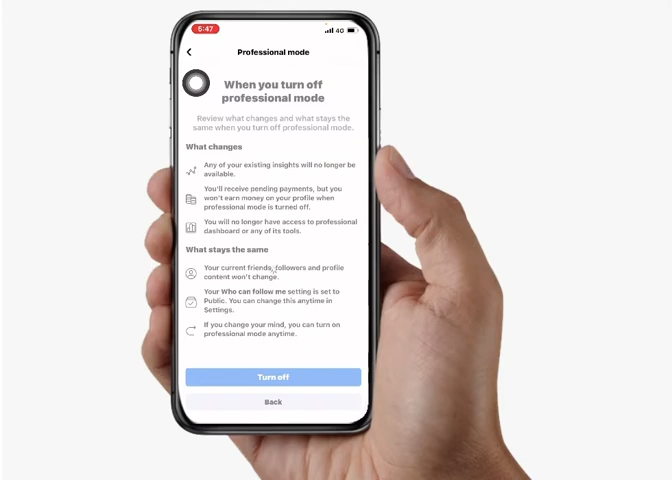 5:47
4G
Professional mode
When you turn off
professional mode
Review what changes and what stays the
same when you turn off professional mode.
What changes
Any of your existing insights will no longer be
available.
You'll receive pending payments, but you
won't earn money on your profile when
professional mode is turned off.
You will no longer have access to professional
dashboard or any of its tools.
What stays the same
Your current friends, followers and profile
content won't change.
Your Who can follow me setting is set to
Public. You can change this anytime in
Settings.
If you change your mind, you can turn on
professional mode anytime.
Turn off
Back